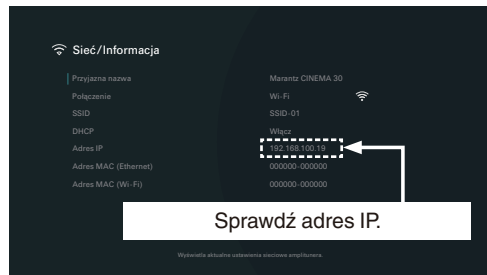 Sieć/Informacja
Przyjazna nazwa Marantz CINEMA 30
Połączenie Wi-Fi
SSID SSID-01
DHCP Włącz
Adres IP 192.168.100.19
Adres MAC (Ethernet) 000000-000000
Adres MAC (Wi-Fi) 000000-000000
Sprawdź adres IP.
Wyświetla aktualne ustawienia sieciowe amplitunera.